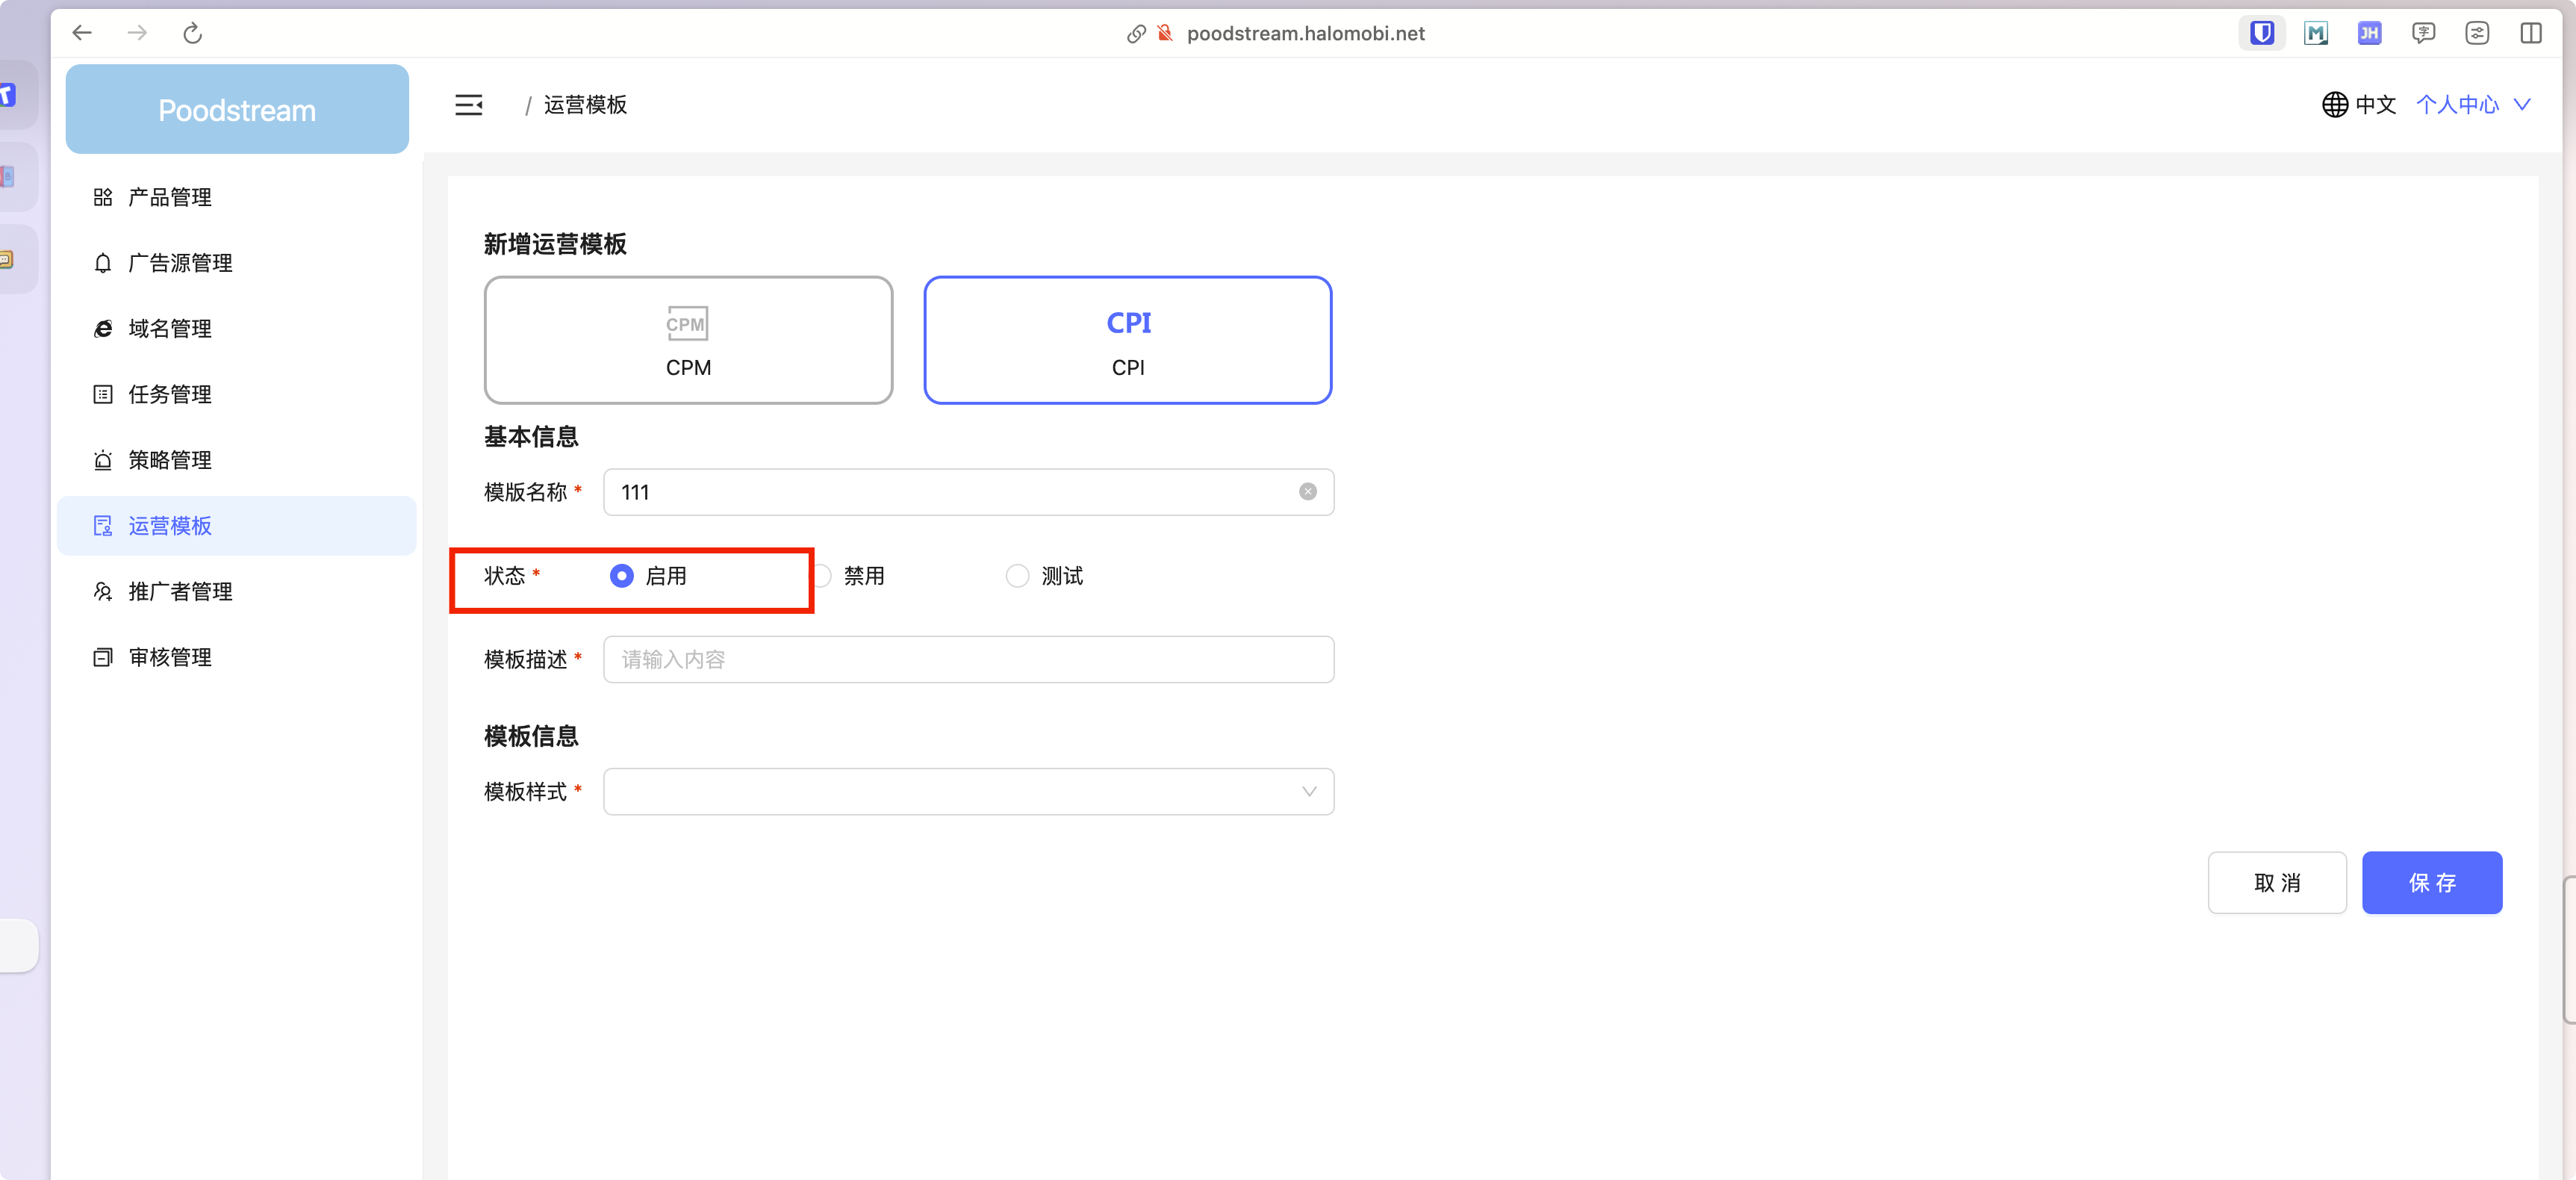 poodstream.halomobi.net
JH
Poodstream
/ 运营模板
中文 个人中心
产品管理
广告源管理
域名管理
任务管理
策略管理
运营模板
推广者管理
审核管理
新增运营模板
CPM
CPM
CPI
CPI
基本信息
模版名称 * 111
状态 * 启用 禁用 测试
模板描述 * 请输入内容
模板信息
模板样式 *
取 消 保 存